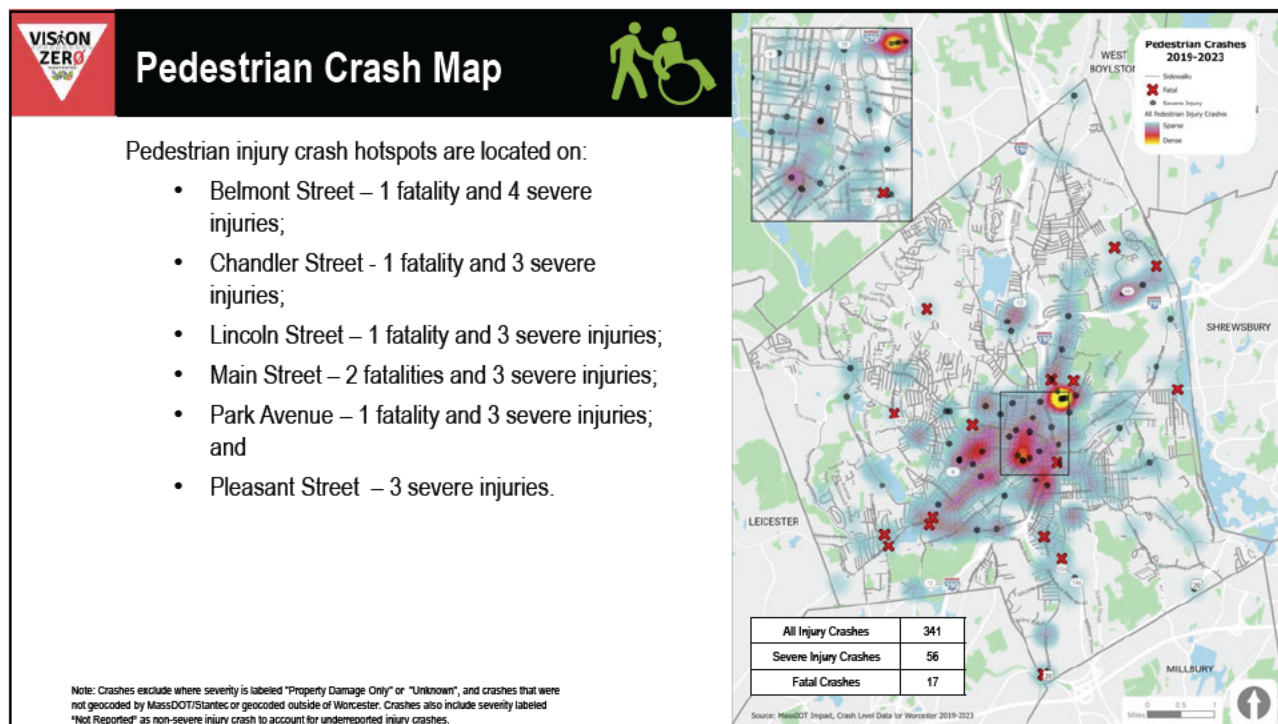 VISION
ZERØ
WORCESTER
Pedestrian Crash Map
Pedestrian injury crash hotspots are located on:
• Belmont Street – 1 fatality and 4 severe
injuries;
• Chandler Street - 1 fatality and 3 severe
injuries;
• Lincoln Street – 1 fatality and 3 severe injuries;
• Main Street – 2 fatalities and 3 severe injuries;
• Park Avenue – 1 fatality and 3 severe injuries;
and
• Pleasant Street – 3 severe injuries.
Note: Crashes exclude where severity is labeled "Property Damage Only" or "Unknown", and crashes that were
not geocoded by MassDOT/Stantec or geocoded outside of Worcester. Crashes also include severity labeled
"Not Reported" as non-severe injury crash to account for underreported injury crashes.
Pedestrian Crashes
2019-2023
Sidewalks
Fatal
Severe Injury
All Pedestrian Injury Crashes
Sparse
Dense
WEST
BOYLSTON
SHREWSBURY
LEICESTER
MILLBURY
All Injury Crashes 341
Severe Injury Crashes 56
Fatal Crashes 17
Source: MassDOT Impact, Crash Level Data for Worcester 2019-2023
0 0.5 1
Miles